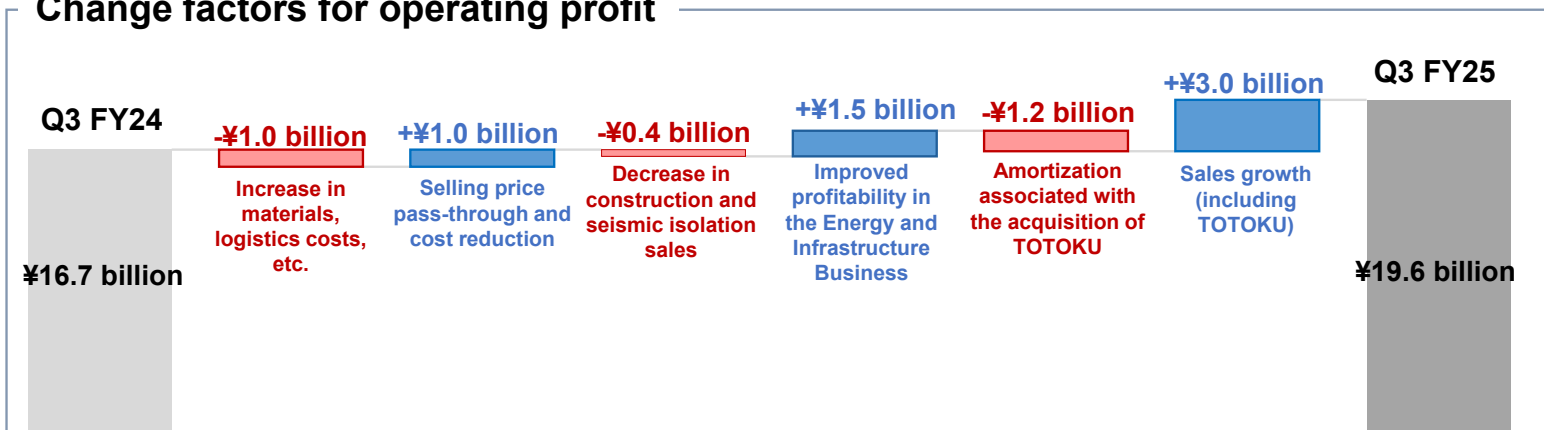 Change factors for operating profit
Q3 FY24
¥16.7 billion
-¥1.0 billion
Increase in
materials,
logistics costs,
etc.
+¥1.0 billion
Selling price
pass-through and
cost reduction
-¥0.4 billion
Decrease in
construction and
seismic isolation
sales
+¥1.5 billion
Improved
profitability in
the Energy and
Infrastructure
Business
-¥1.2 billion
Amortization
associated with
the acquisition of
TOTOKU
+¥3.0 billion
Sales growth
(including
TOTOKU)
Q3 FY25
¥19.6 billion